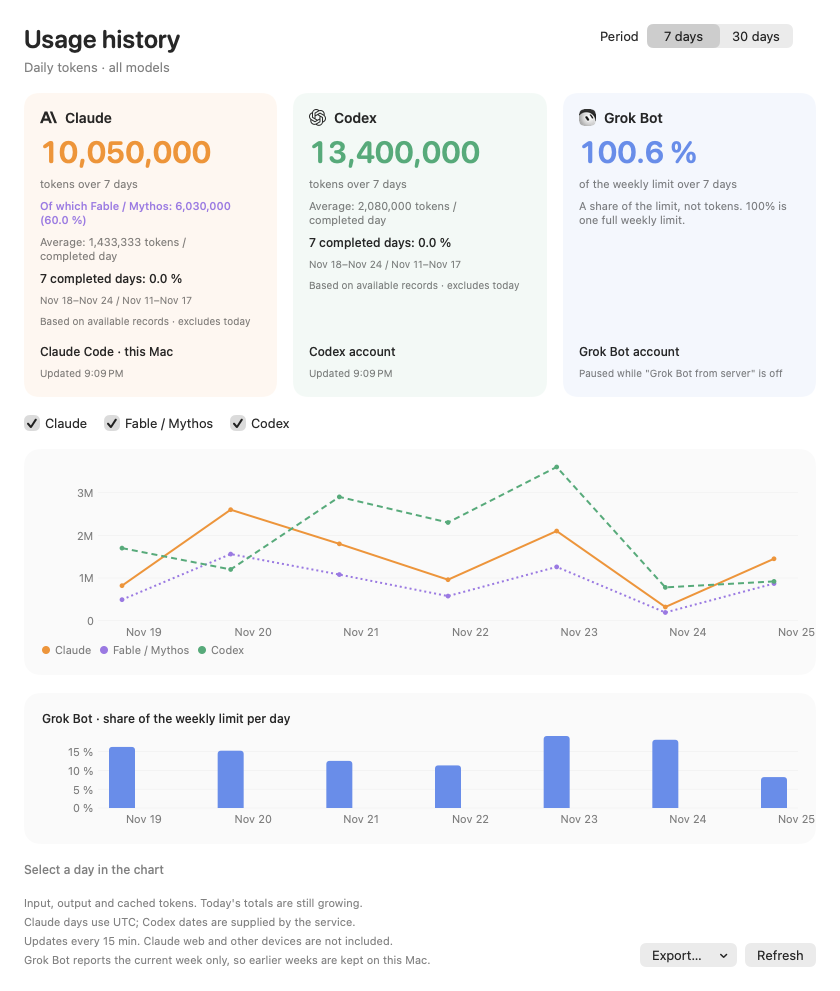 Usage history
Period
7 days
30 days
Daily tokens · all models
Claude
10,050,000
tokens over 7 days
Of which Fable / Mythos: 6,030,000
(60.0 %)
Average: 1,433,333 tokens /
completed day
7 completed days: 0.0 %
Nov 18–Nov 24 / Nov 11–Nov 17
Based on available records · excludes today
Claude Code · this Mac
Updated 9:09 PM
Codex
13,400,000
tokens over 7 days
Average: 2,080,000 tokens /
completed day
7 completed days: 0.0 %
Nov 18–Nov 24 / Nov 11–Nov 17
Based on available records · excludes today
Codex account
Updated 9:09 PM
Grok Bot
100.6 %
of the weekly limit over 7 days
A share of the limit, not tokens. 100% is
one full weekly limit.
Grok Bot account
Paused while "Grok Bot from server" is off
Claude
Fable / Mythos
Codex
3M
2M
1M
0
Nov 19
Nov 20
Nov 21
Nov 22
Nov 23
Nov 24
Nov 25
Claude
Fable / Mythos
Codex
Grok Bot · share of the weekly limit per day
15 %
10 %
5 %
0 %
Nov 19
Nov 20
Nov 21
Nov 22
Nov 23
Nov 24
Nov 25
Select a day in the chart
Input, output and cached tokens. Today's totals are still growing.
Claude days use UTC; Codex dates are supplied by the service.
Updates every 15 min. Claude web and other devices are not included.
Grok Bot reports the current week only, so earlier weeks are kept on this Mac.
Export...
Refresh